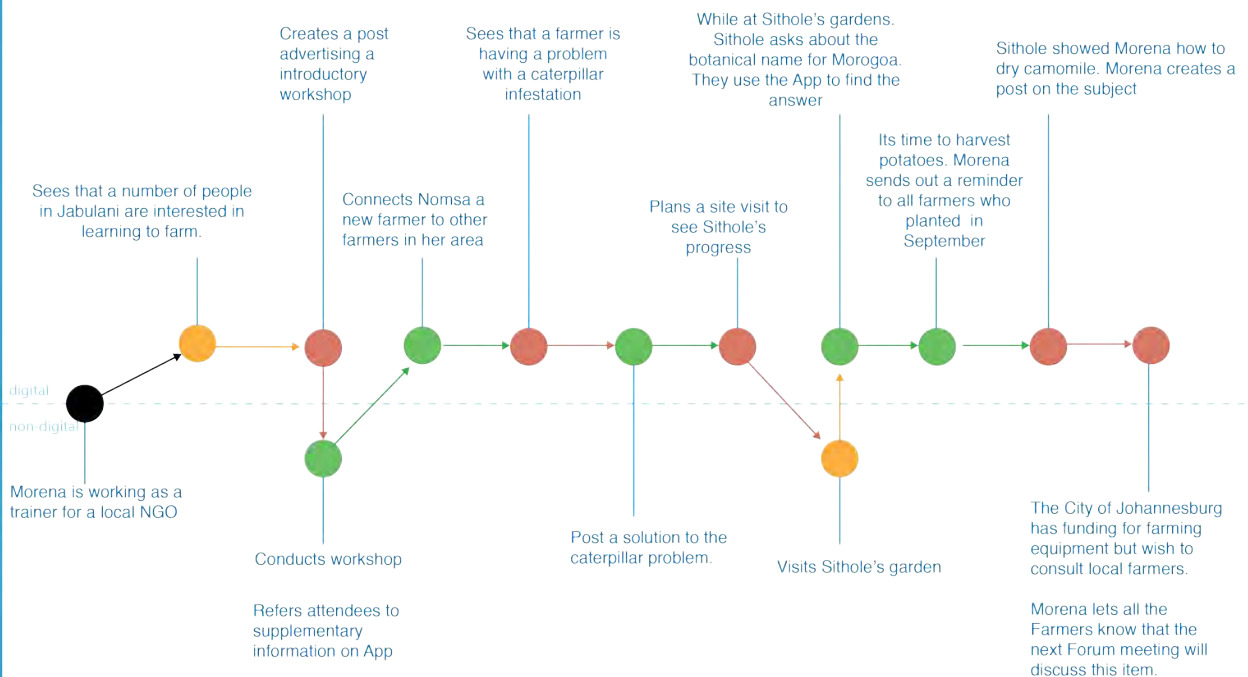 Creates a post
advertising a
introductory
workshop
Sees that a farmer is
having a problem
with a caterpillar
infestation
While at Sithole's gardens.
Sithole asks about the
botanical name for Morogoa.
They use the App to find the
answer
Sithole showed Morena how to
dry camomile. Morena creates a
post on the subject
Sees that a number of people
in Jabulani are interested in
learning to farm.
Connects Nomsa a
new farmer to other
farmers in her area
Plans a site visit to
see Sithole's
progress
Its time to harvest
potatoes. Morena
sends out a reminder
to all farmers who
planted in
September
digital
non-digital
Morena is working as a
trainer for a local NGO
Conducts workshop
Refers attendees to
supplementary
information on App
Post a solution to the
caterpillar problem.
Visits Sithole's garden
The City of Johannesburg
has funding for farming
equipment but wish to
consult local farmers.
Morena lets all the
Farmers know that the
next Forum meeting will
discuss this item.